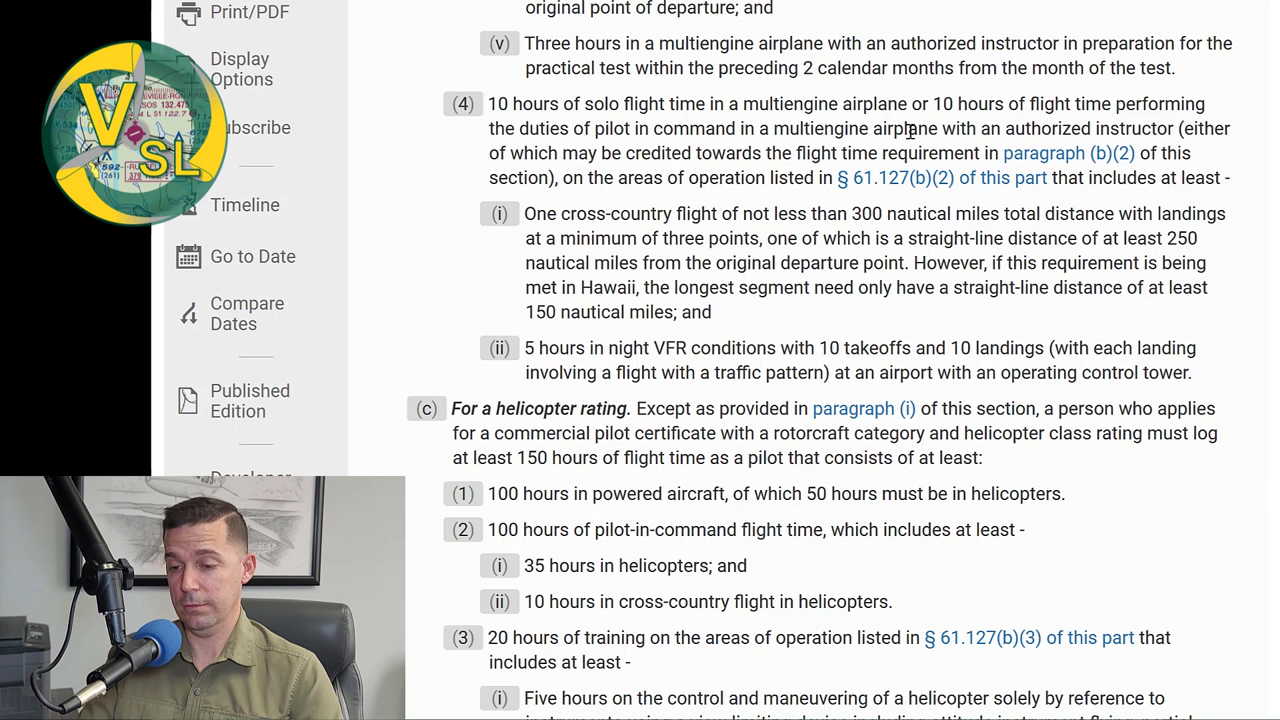 Print/PDF
Display
Options
ubscribe
Timeline
Go to Date
Compare
Dates
Published
Edition
V
SL
SOS 132.475
L 51 122.7
892
(261)
379
original point of departure; and
(v) Three hours in a multiengine airplane with an authorized instructor in preparation for the
practical test within the preceding 2 calendar months from the month of the test.
(4) 10 hours of solo flight time in a multiengine airplane or 10 hours of flight time performing
the duties of pilot in command in a multiengine airplane with an authorized instructor (either
of which may be credited towards the flight time requirement in paragraph (b)(2) of this
section), on the areas of operation listed in § 61.127(b)(2) of this part that includes at least -
(i) One cross-country flight of not less than 300 nautical miles total distance with landings
at a minimum of three points, one of which is a straight-line distance of at least 250
nautical miles from the original departure point. However, if this requirement is being
met in Hawaii, the longest segment need only have a straight-line distance of at least
150 nautical miles; and
(ii) 5 hours in night VFR conditions with 10 takeoffs and 10 landings (with each landing
involving a flight with a traffic pattern) at an airport with an operating control tower.
(c) For a helicopter rating. Except as provided in paragraph (i) of this section, a person who applies
for a commercial pilot certificate with a rotorcraft category and helicopter class rating must log
at least 150 hours of flight time as a pilot that consists of at least:
(1) 100 hours in powered aircraft, of which 50 hours must be in helicopters.
(2) 100 hours of pilot-in-command flight time, which includes at least -
(i) 35 hours in helicopters; and
(ii) 10 hours in cross-country flight in helicopters.
(3) 20 hours of training on the areas of operation listed in § 61.127(b)(3) of this part that
includes at least -
(i) Five hours on the control and maneuvering of a helicopter solely by reference to